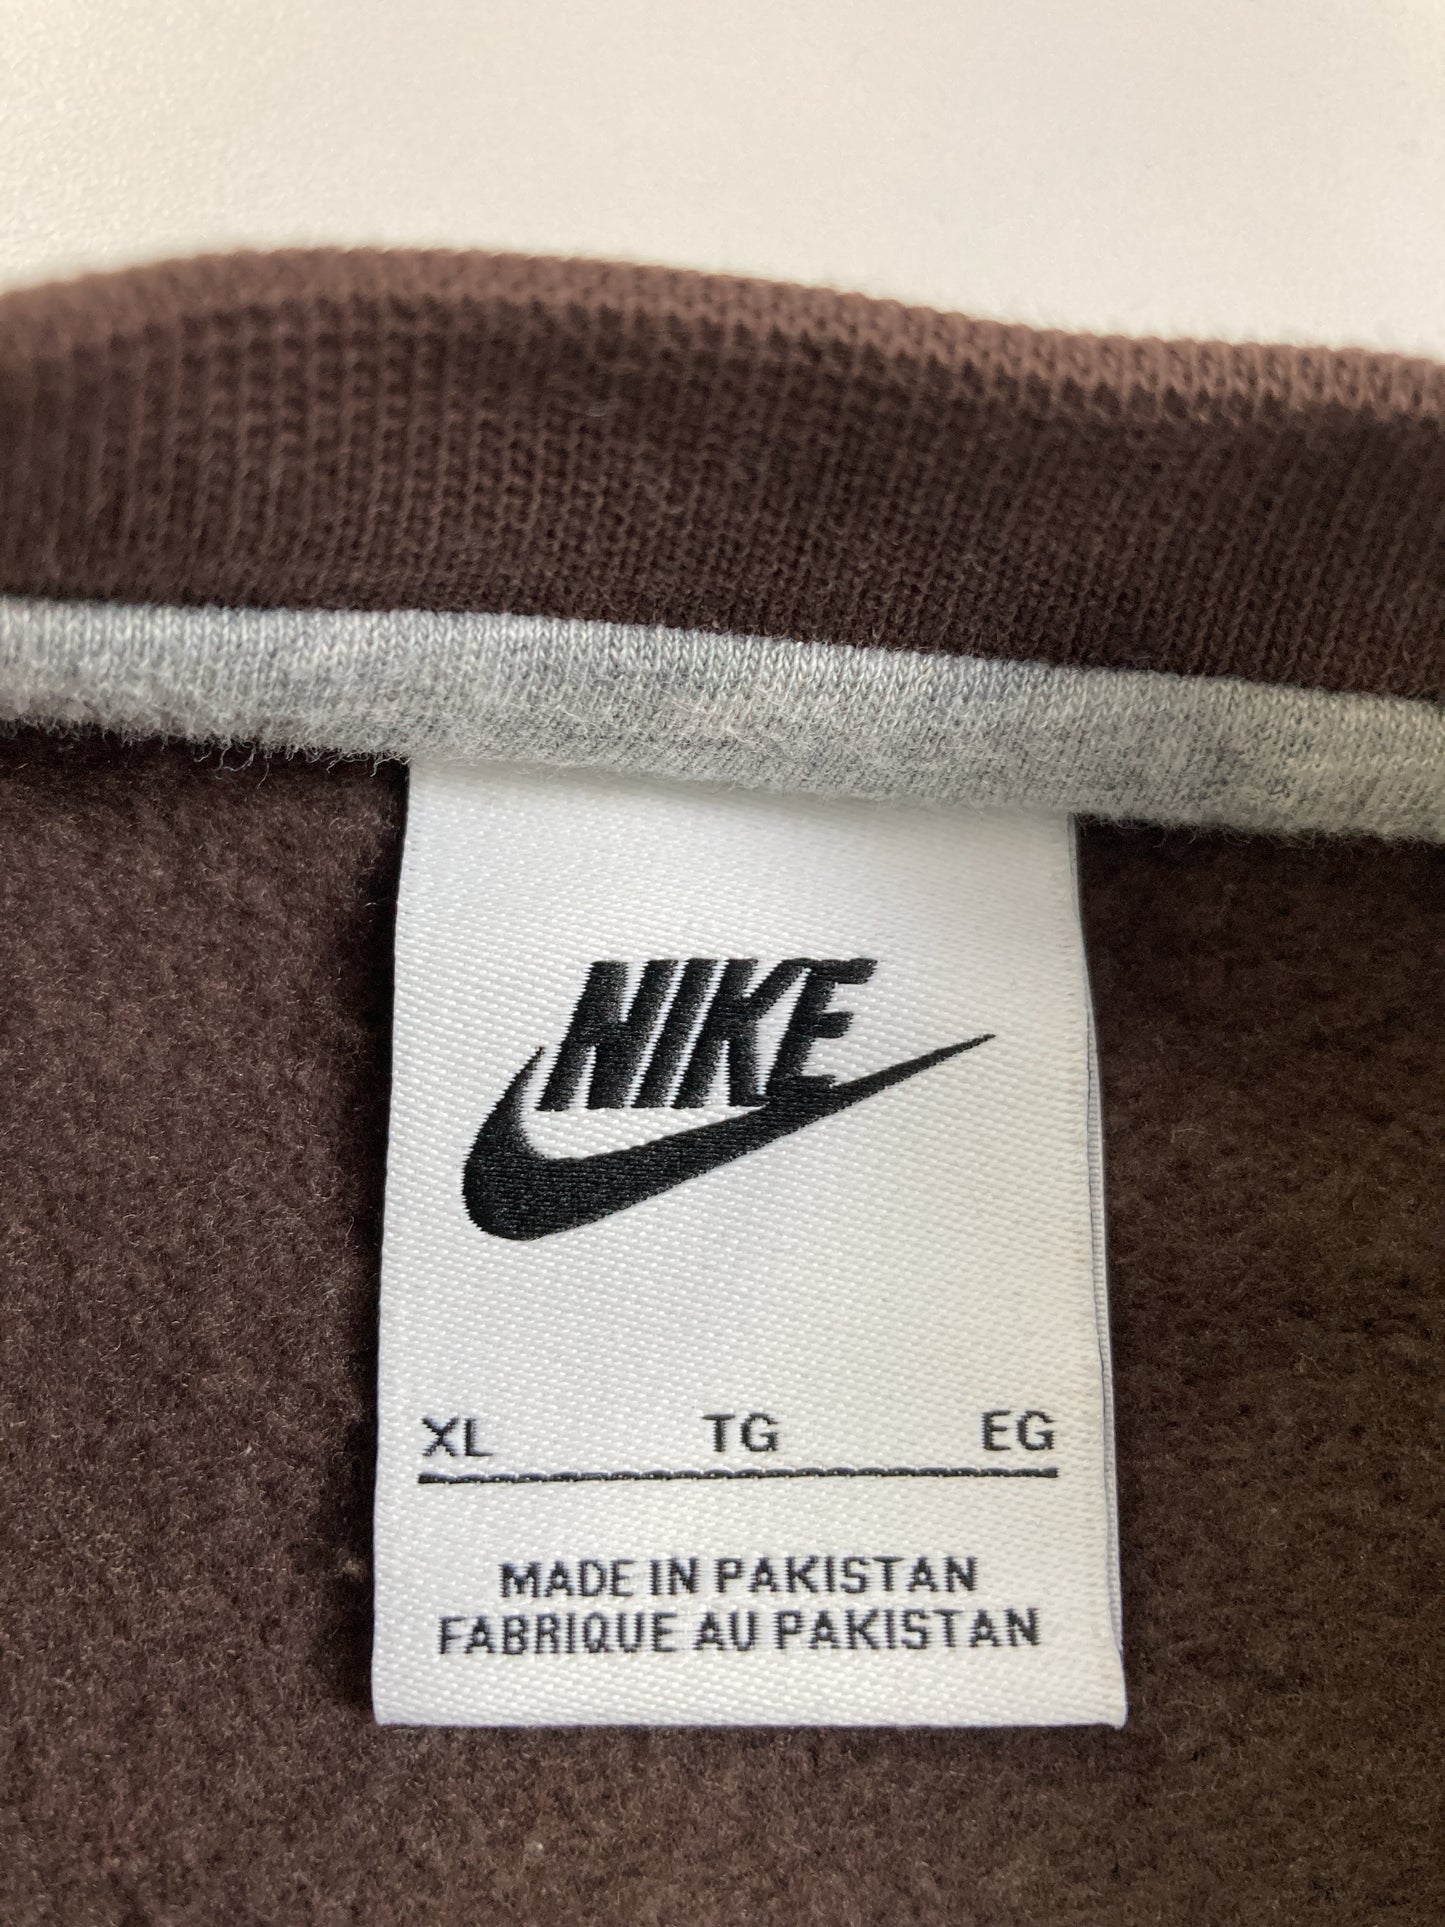 NIKE
XL TG EG
MADE IN PAKISTAN
FABRIQUE AU PAKISTAN